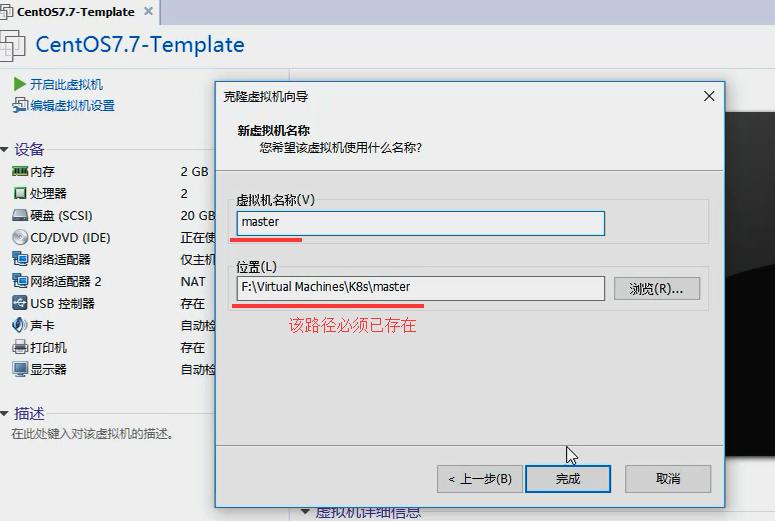 CentOS7.7-Template ×
CentOS7.7-Template
开启此虚拟机
编辑虚拟机设置
设备
内存 2 GB
处理器 2
硬盘 (SCSI) 20 GB
CD/DVD (IDE) 正在使
网络适配器 仅主机
网络适配器 2 NAT
USB 控制器 存在
声卡 自动检
打印机 存在
显示器 自动检
描述
在此处键入对该虚拟机的描述。
克隆虚拟机向导
新虚拟机名称
您希望该虚拟机使用什么名称?
虚拟机名称(V)
master
位置(L)
F:\Virtual Machines\K8s\master
浏览(R)...
该路径必须已存在
< 上一步(B) 完成 取消
虚拟机详细信息